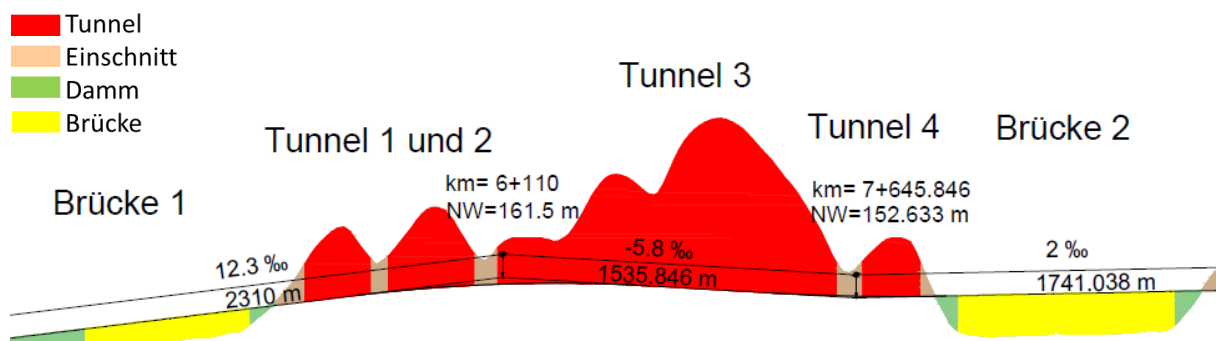 Tunnel
Einschnitt
Damm
Brücke
Tunnel 3
Tunnel 1 und 2
Tunnel 4
Brücke 2
Brücke 1
km= 6+110
NW=161.5 m
km= 7+645.846
NW=152.633 m
12.3 ‰
2310 m
-5.8 ‰
1535.846 m
2 ‰
1741.038 m